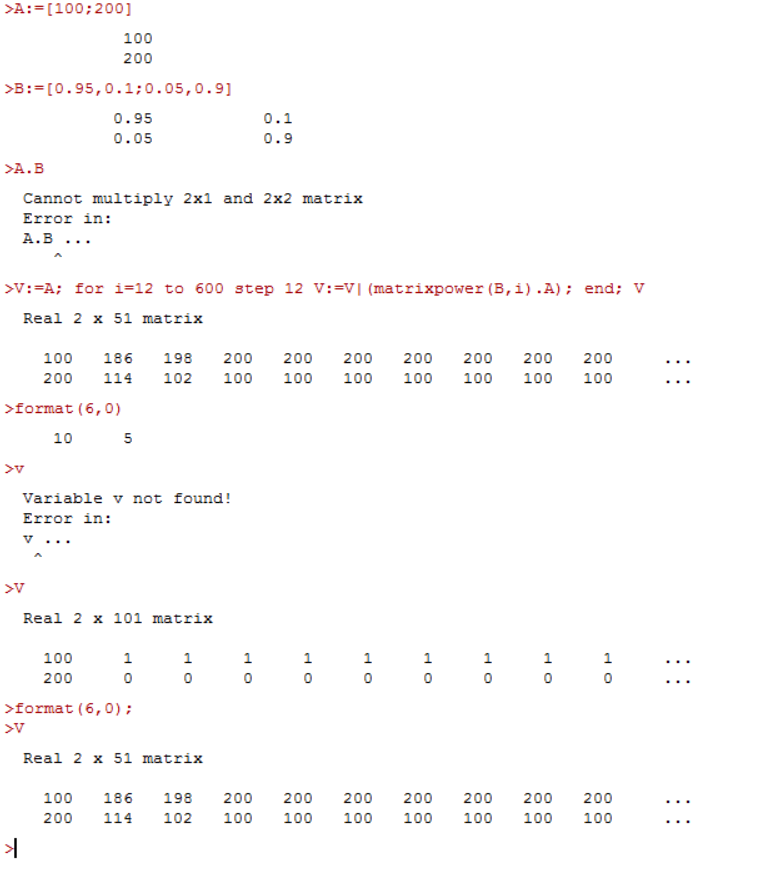 >A:=[100;200]
100
200
>B:=[0.95,0.1;0.05,0.9]
0.95 0.1
0.05 0.9
>A.B
Cannot multiply 2x1 and 2x2 matrix
Error in:
A.B ...
^
>V:=A; for i=12 to 600 step 12 V:=V|(matrixpower(B,i).A); end; V
Real 2 x 51 matrix
100 186 198 200 200 200 200 200 200 200 ...
200 114 102 100 100 100 100 100 100 100 ...
>format(6,0)
10 5
>v
Variable v not found!
Error in:
v ...
^
>V
Real 2 x 101 matrix
100 1 1 1 1 1 1 1 1 1 ...
200 0 0 0 0 0 0 0 0 0 ...
>format(6,0);
>V
Real 2 x 51 matrix
100 186 198 200 200 200 200 200 200 200 ...
200 114 102 100 100 100 100 100 100 100 ...
>